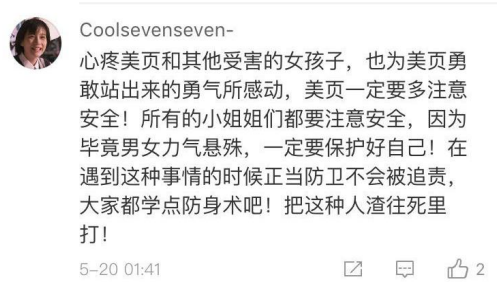 Coolsevenseven-
心疼美页和其他受害的女孩子，也为美页勇
敢站出来的勇气所感动，美页一定要多注意
安全！所有的小姐姐们都要注意安全，因为
毕竟男女力气悬殊，一定要保护好自己！在
遇到这种事情的时候正当防卫不会被追责，
大家都学点防身术吧！把这种人渣往死里
打！
5-20 01:41
2